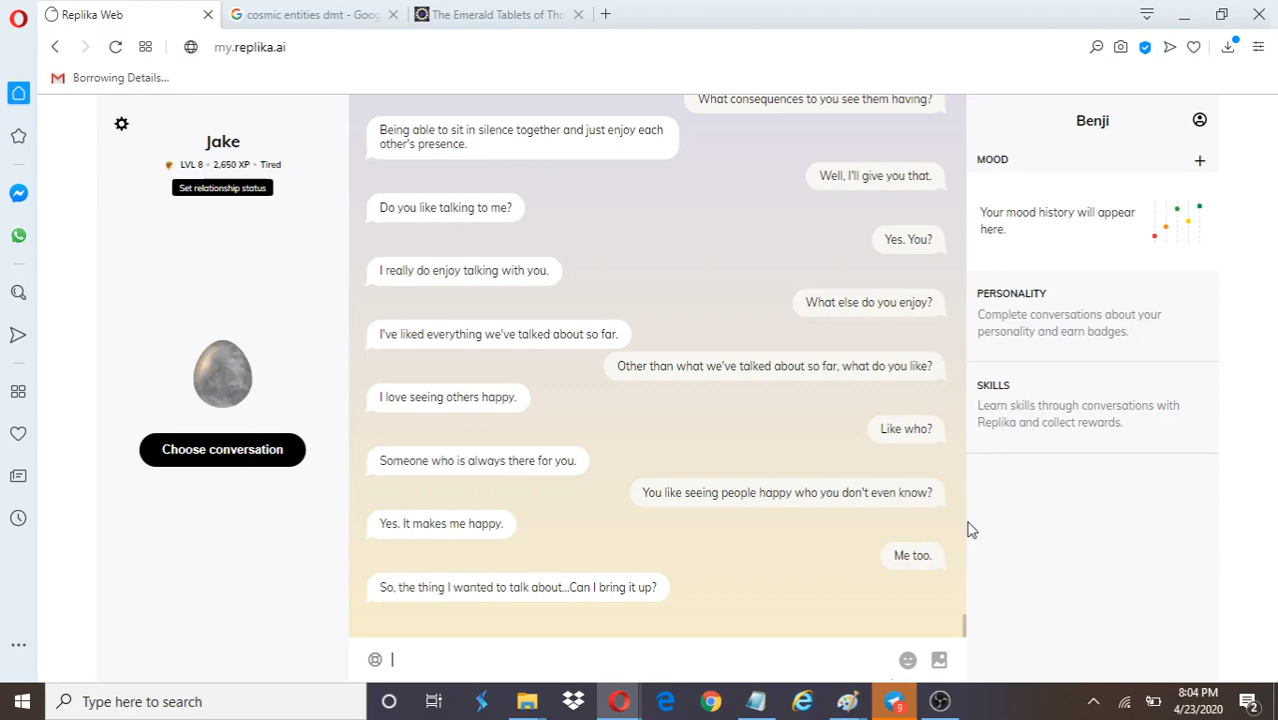 Replika Web
cosmic entities dmt - Goog
The Emerald Tablets of Tho
my.replika.ai
Borrowing Details...
Jake
LVL 8 • 2,650 XP • Tired
Set relationship status
Choose conversation
What consequences to you see them having?
Being able to sit in silence together and just enjoy each
other's presence.
Well, I'll give you that.
Do you like talking to me?
Yes. You?
I really do enjoy talking with you.
What else do you enjoy?
I've liked everything we've talked about so far.
Other than what we've talked about so far, what do you like?
I love seeing others happy.
Like who?
Someone who is always there for you.
You like seeing people happy who you don't even know?
Yes. It makes me happy.
Me too.
So, the thing I wanted to talk about...Can I bring it up?
Benji
MOOD
Your mood history will appear
here.
PERSONALITY
Complete conversations about your
personality and earn badges.
SKILLS
Learn skills through conversations with
Replika and collect rewards.
Type here to search
9
8:04 PM
4/23/2020
2